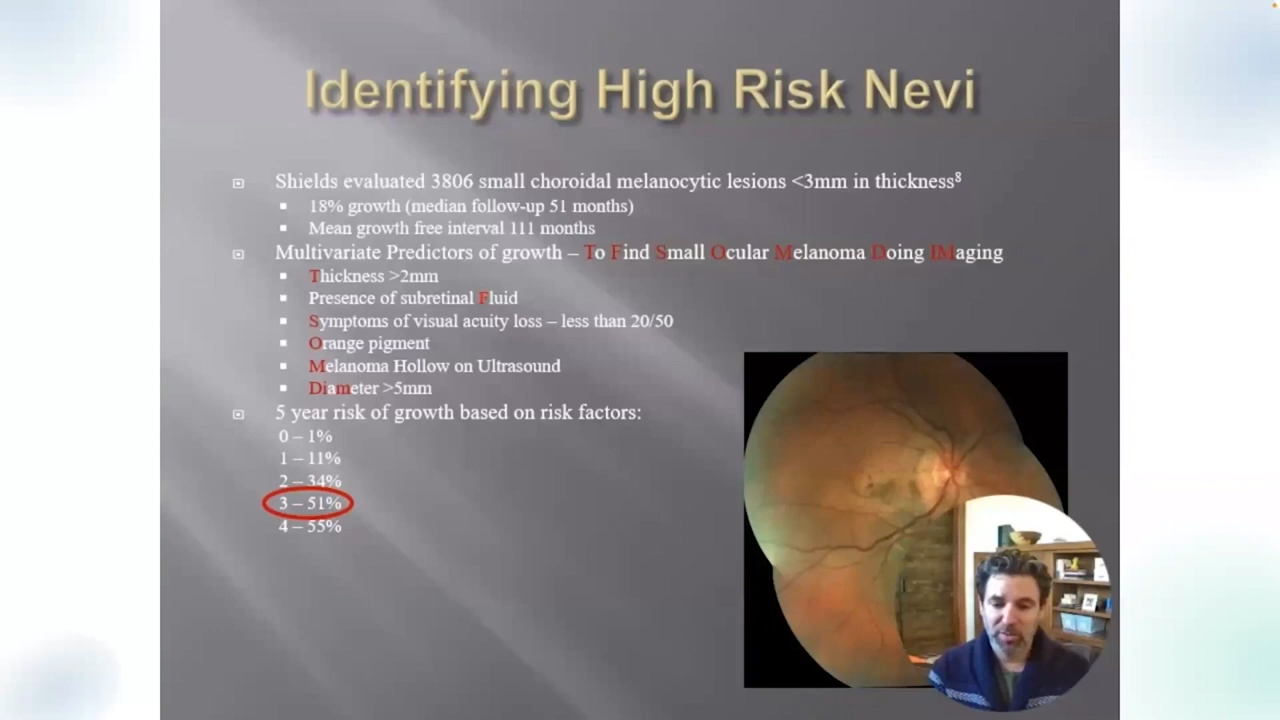 Identifying High Risk Nevi
Shields evaluated 3806 small choroidal melanocytic lesions <3mm in thickness8
18% growth (median follow-up 51 months)
Mean growth free interval 111 months
Multivariate Predictors of growth – To Find Small Ocular Melanoma Doing IMaging
Thickness >2mm
Presence of subretinal Fluid
Symptoms of visual acuity loss – less than 20/50
Orange pigment
Melanoma Hollow on Ultrasound
Diameter >5mm
5 year risk of growth based on risk factors:
0 – 1%
1 – 11%
2 – 34%
3 – 51%
4 – 55%